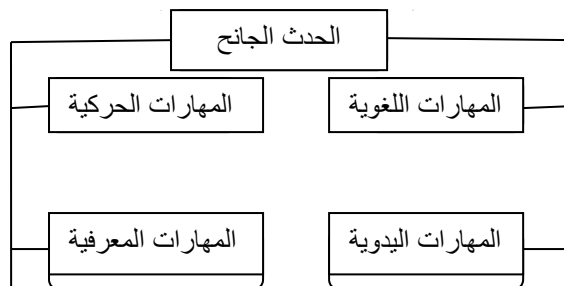 الحدث الجانح
المهارات اللغوية
المهارات الحركية
المهارات اليدوية
المهارات المعرفية